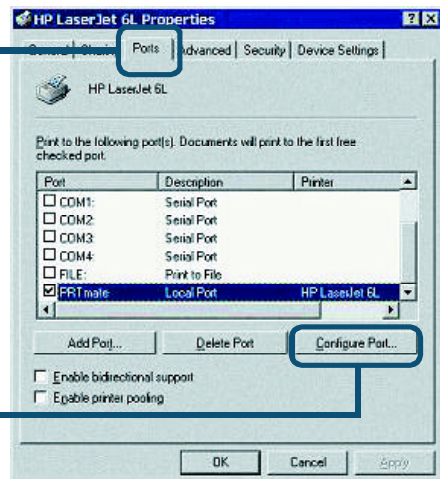 HP LaserJet 6L Properties
General Sharing Ports Advanced Security Device Settings
HP LaserJet 6L
Print to the following port(s). Documents will print to the first free
checked port.
Port Description Printer
COM1: Serial Port
COM2: Serial Port
COM3: Serial Port
COM4: Serial Port
FILE: Print to File
PRTmate: Local Port HP LaserJet 6L
Add Port... Delete Port Configure Port...
Enable bidirectional support
Enable printer pooling
OK Cancel Apply